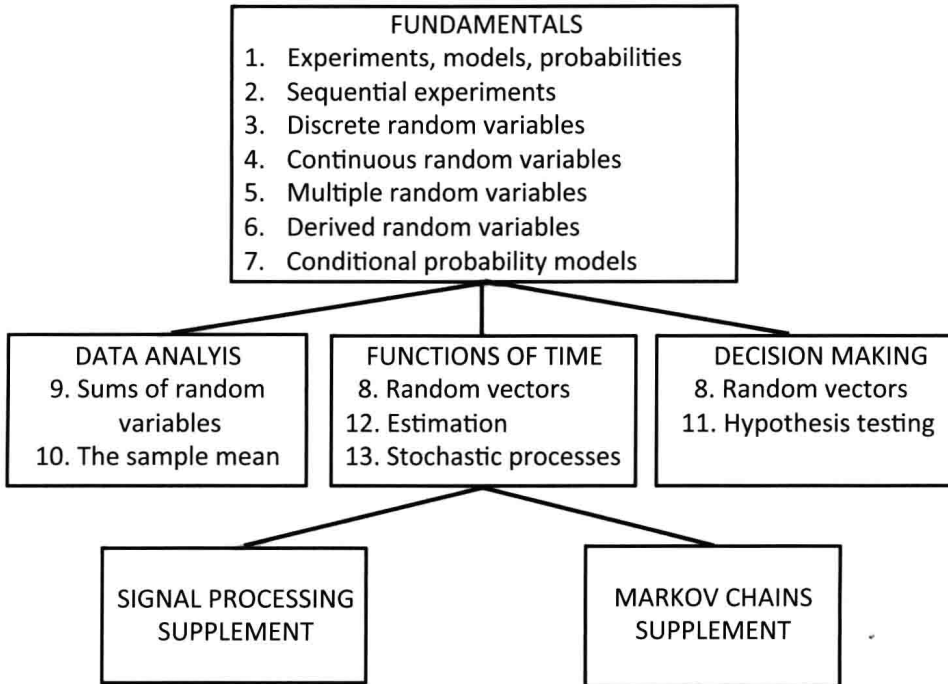 FUNDAMENTALS
1. Experiments, models, probabilities
2. Sequential experiments
3. Discrete random variables
4. Continuous random variables
5. Multiple random variables
6. Derived random variables
7. Conditional probability models
DATA ANALYIS
9. Sums of random
variables
10. The sample mean
FUNCTIONS OF TIME
8. Random vectors
12. Estimation
13. Stochastic processes
DECISION MAKING
8. Random vectors
11. Hypothesis testing
SIGNAL PROCESSING
SUPPLEMENT
MARKOV CHAINS
SUPPLEMENT